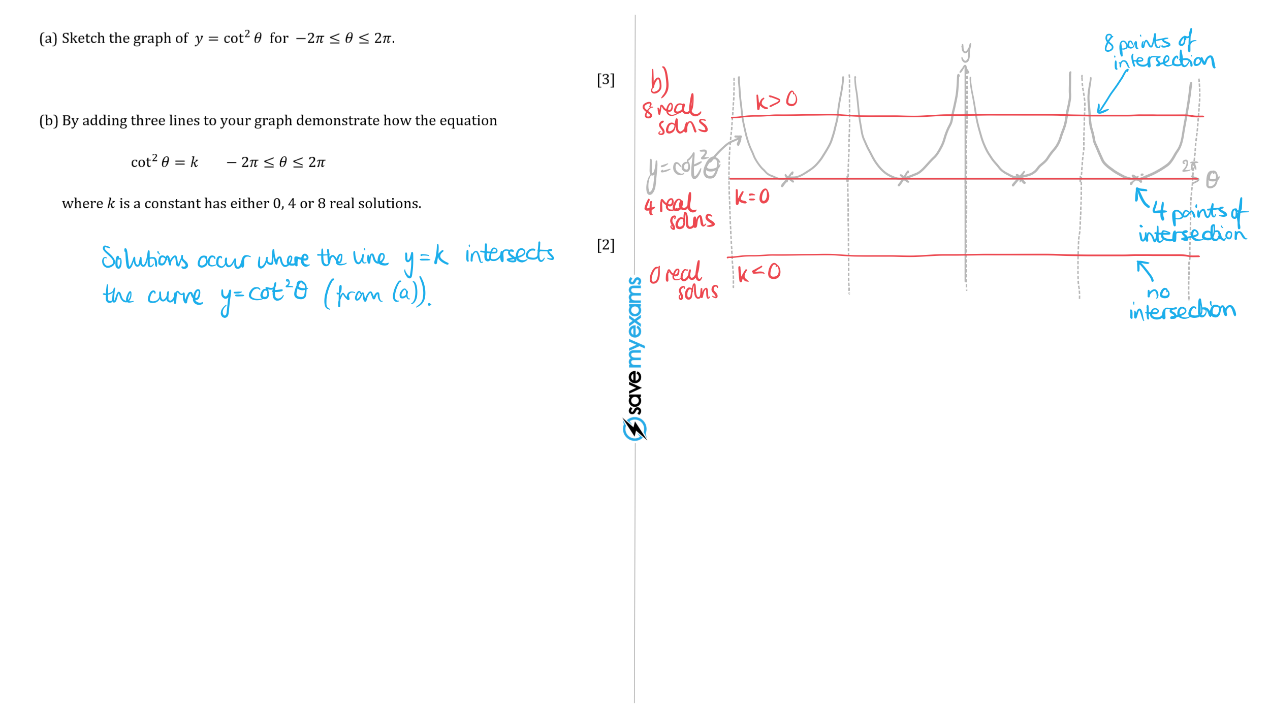 (a) Sketch the graph of y = cot² θ for −2π ≤ θ ≤ 2π.
[3]
(b) By adding three lines to your graph demonstrate how the equation
cot² θ = k − 2π ≤ θ ≤ 2π
where k is a constant has either 0, 4 or 8 real solutions.
[2]
Solutions occur where the line y=k intersects
the curve y=cot²θ (from (a)).
savemyexams
b)
8 real
solns
k>0
y
8 points of
intersection
y=cot²θ
2π
θ
4 real
solns
k=0
4 points of
intersection
0 real
solns
k<0
no
intersection